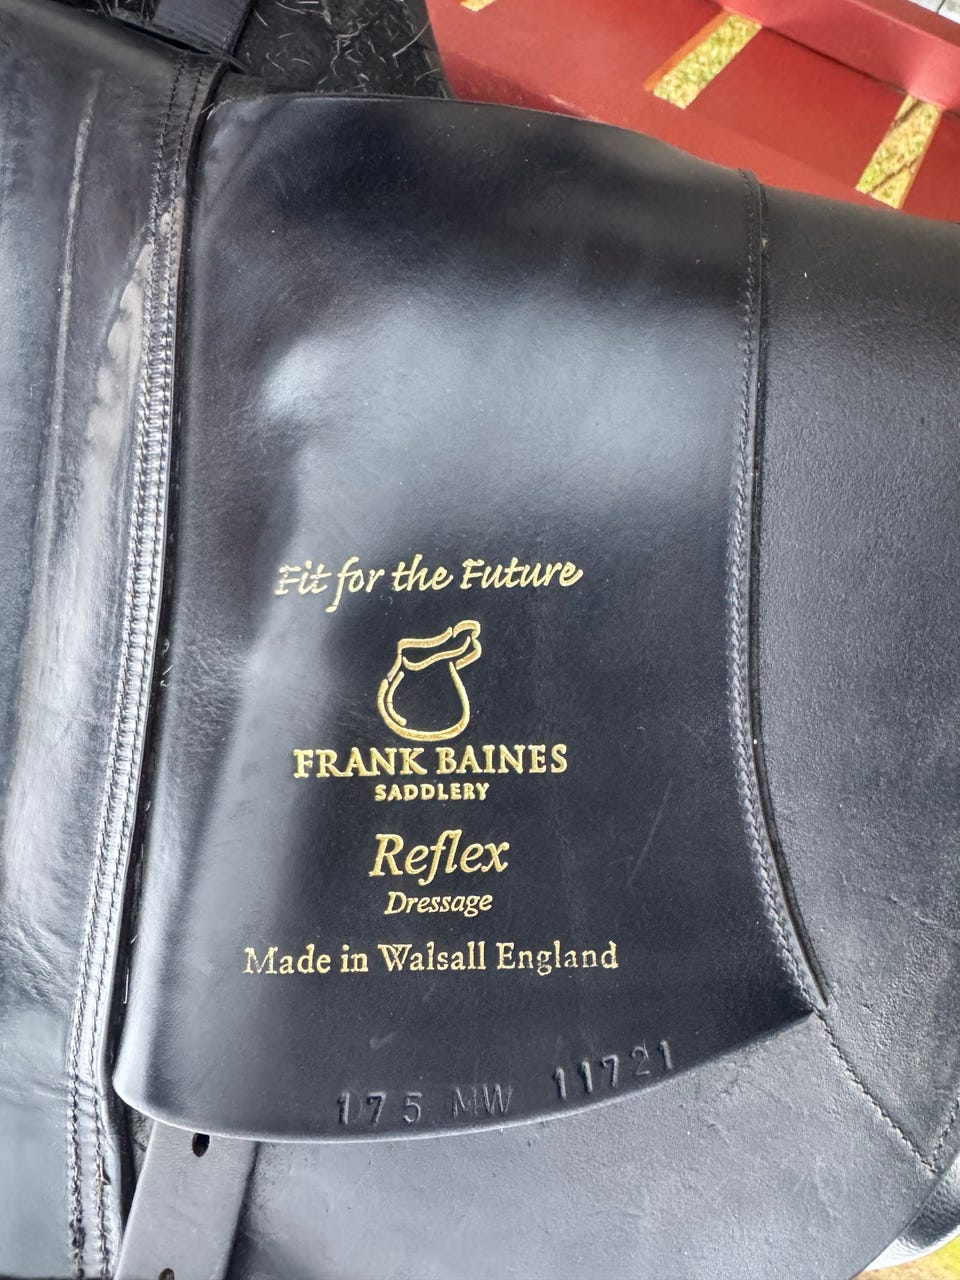 Fit for the Future
FRANK BAINES
SADDLERY
Reflex
Dressage
Made in Walsall England
175 MW 11721